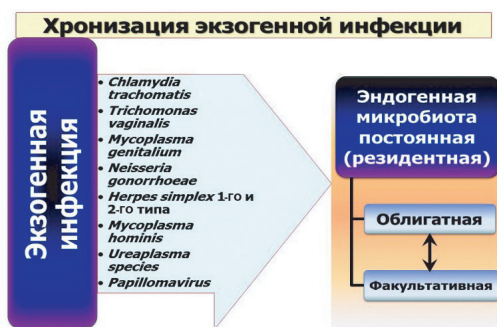 Хронизация экзогенной инфекции
Экзогенная
инфекция
• Chlamydia
trachomatis
• Trichomonas
vaginalis
• Mycoplasma
genitalium
• Neisseria
gonorrhoeae
• Herpes simplex 1-го и
2-го типа
• Mycoplasma
hominis
• Ureaplasma
species
• Papillomavirus
Эндогенная
микробиота
постоянная
(резидентная)
Облигатная
Факультативная